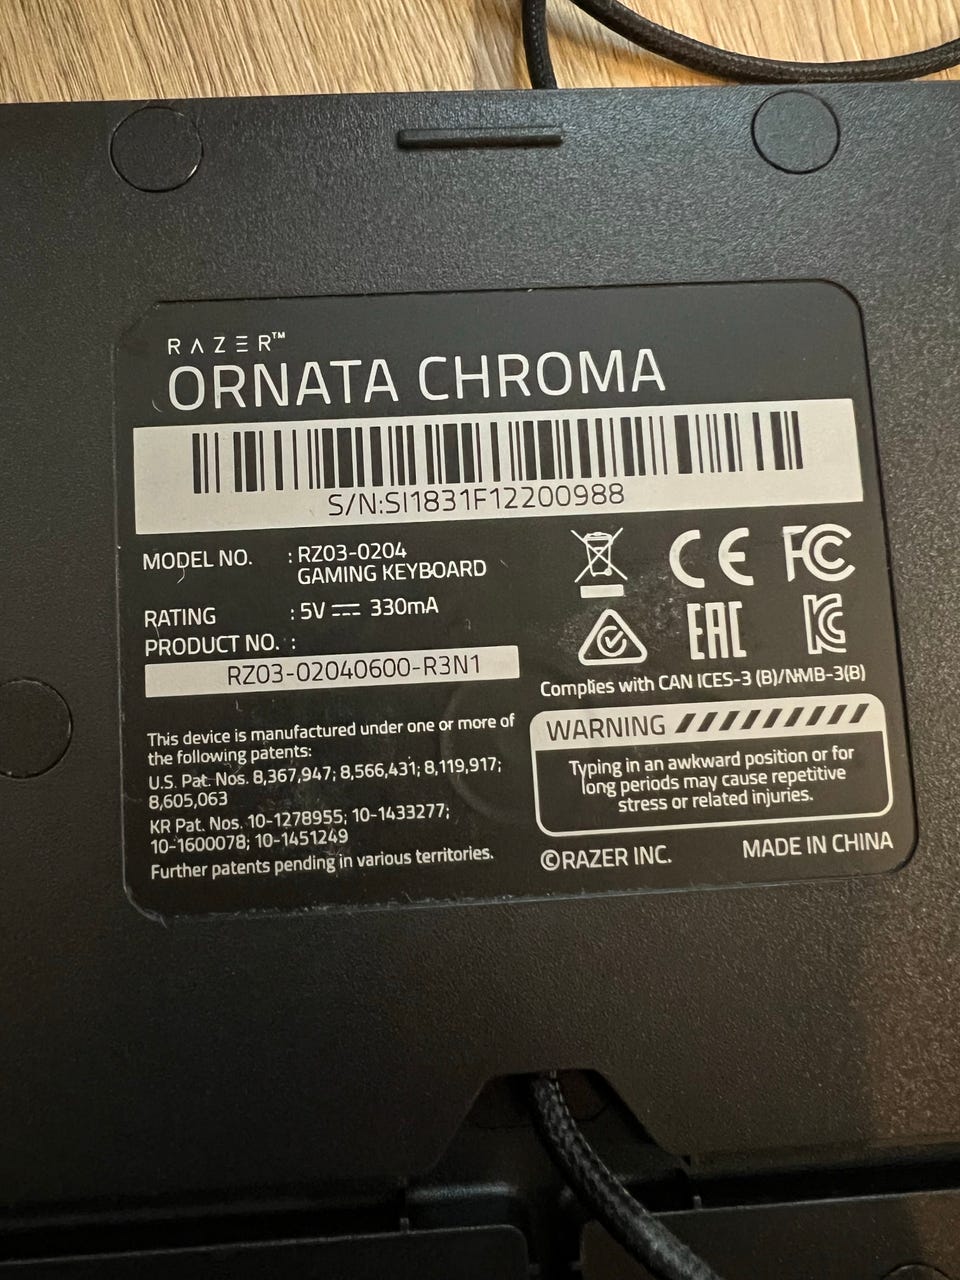 RAZER™
ORNATA CHROMA
S/N:SI1831F12200988
MODEL NO. : RZ03-0204
GAMING KEYBOARD
RATING : 5V ⎓ 330mA
PRODUCT NO. :
RZ03-02040600-R3N1
This device is manufactured under one or more of
the following patents:
U.S. Pat. Nos. 8,367,947; 8,566,431; 8,119,917;
8,605,063
KR Pat. Nos. 10-1278955; 10-1433277;
10-1600078; 10-1451249
Further patents pending in various territories.
CE FC
EAC KC
Complies with CAN ICES-3 (B)/NMB-3(B)
WARNING
Typing in an awkward position or for
long periods may cause repetitive
stress or related injuries.
©RAZER INC. MADE IN CHINA